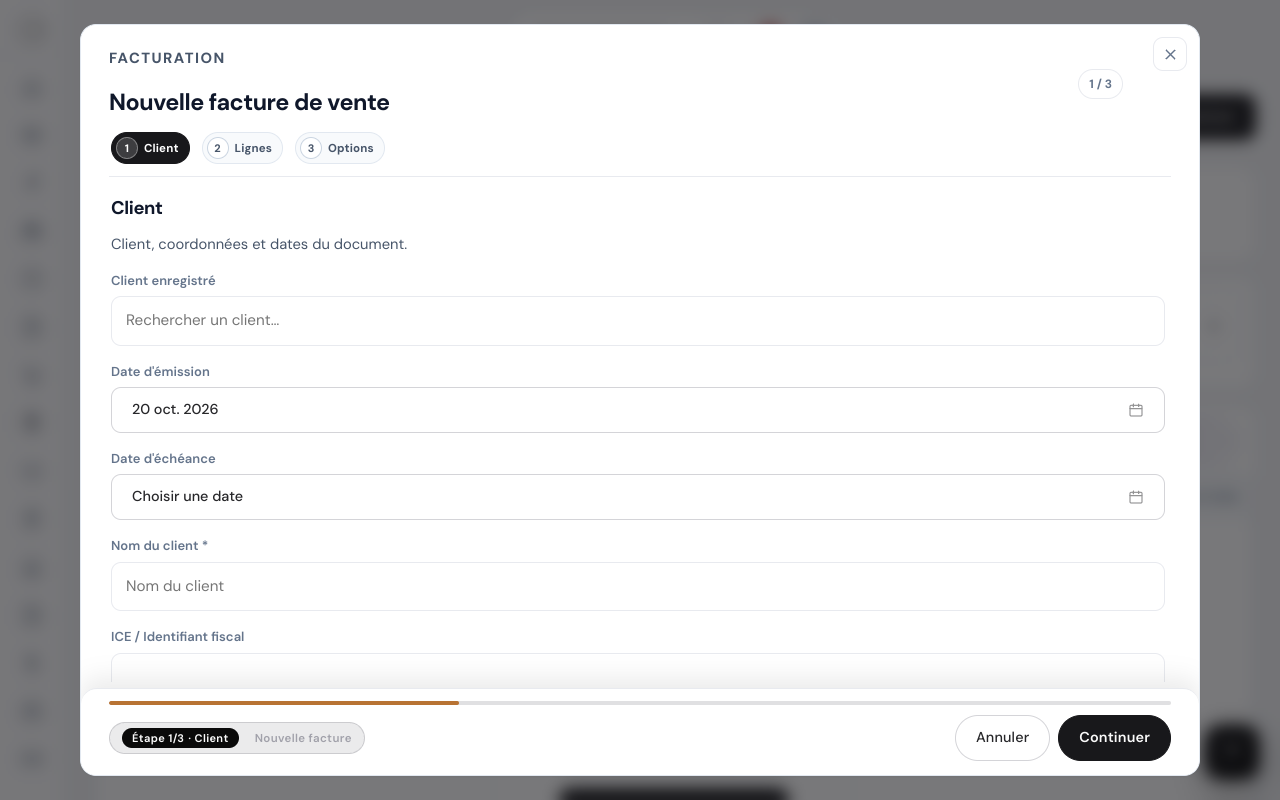 FACTURATION
1 / 3
Nouvelle facture de vente
1 Client
2 Lignes
3 Options
Client
Client, coordonnées et dates du document.
Client enregistré
Rechercher un client...
Date d'émission
20 oct. 2026
Date d'échéance
Choisir une date
Nom du client *
Nom du client
ICE / Identifiant fiscal
Étape 1/3 · Client
Nouvelle facture
Annuler
Continuer